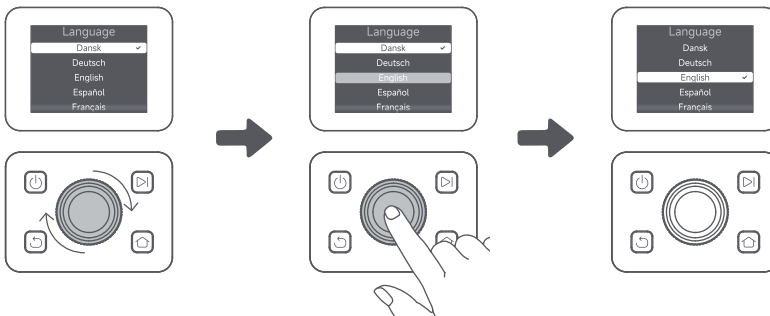 Language
Dansk
Deutsch
English
Español
Français
Language
Dansk
Deutsch
English
Español
Français
Language
Dansk
Deutsch
English
Español
Français